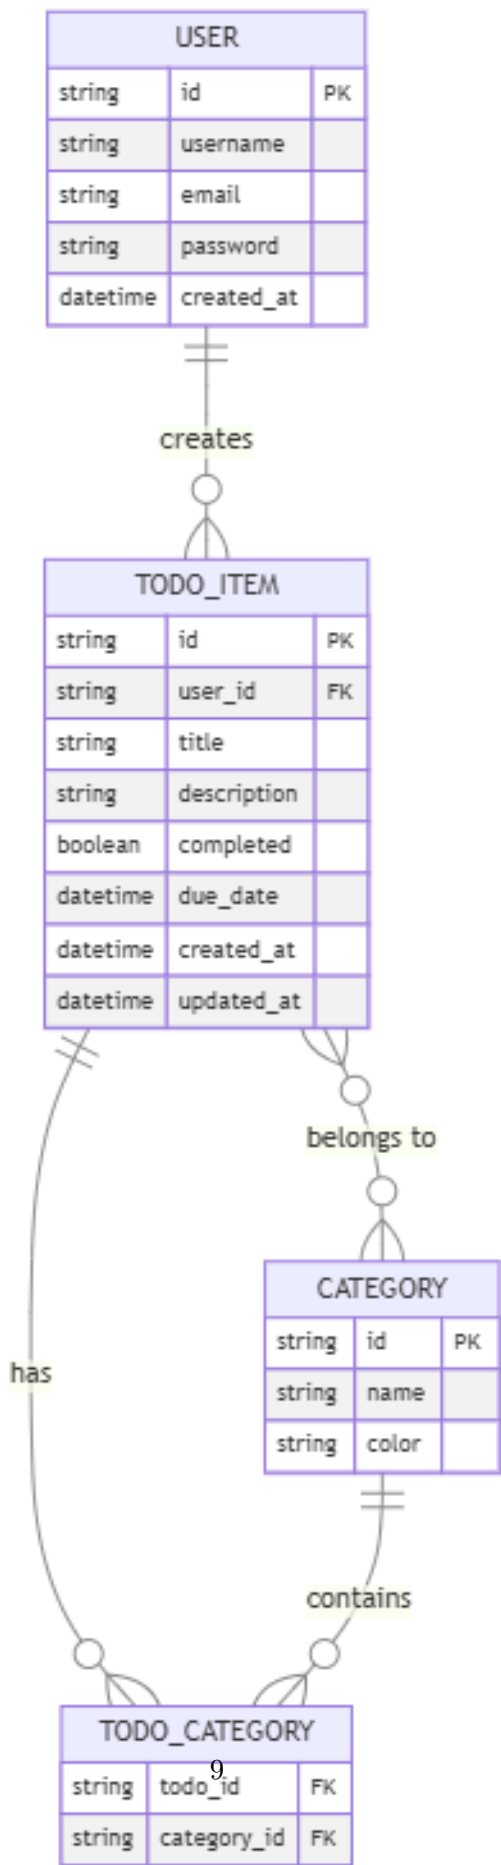 USER
string id PK
string username
string email
string password
datetime created_at
creates
TODO_ITEM
string id PK
string user_id FK
string title
string description
boolean completed
datetime due_date
datetime created_at
datetime updated_at
belongs to
CATEGORY
string id PK
string name
string color
has
contains
TODO_CATEGORY
9
string todo_id FK
string category_id FK